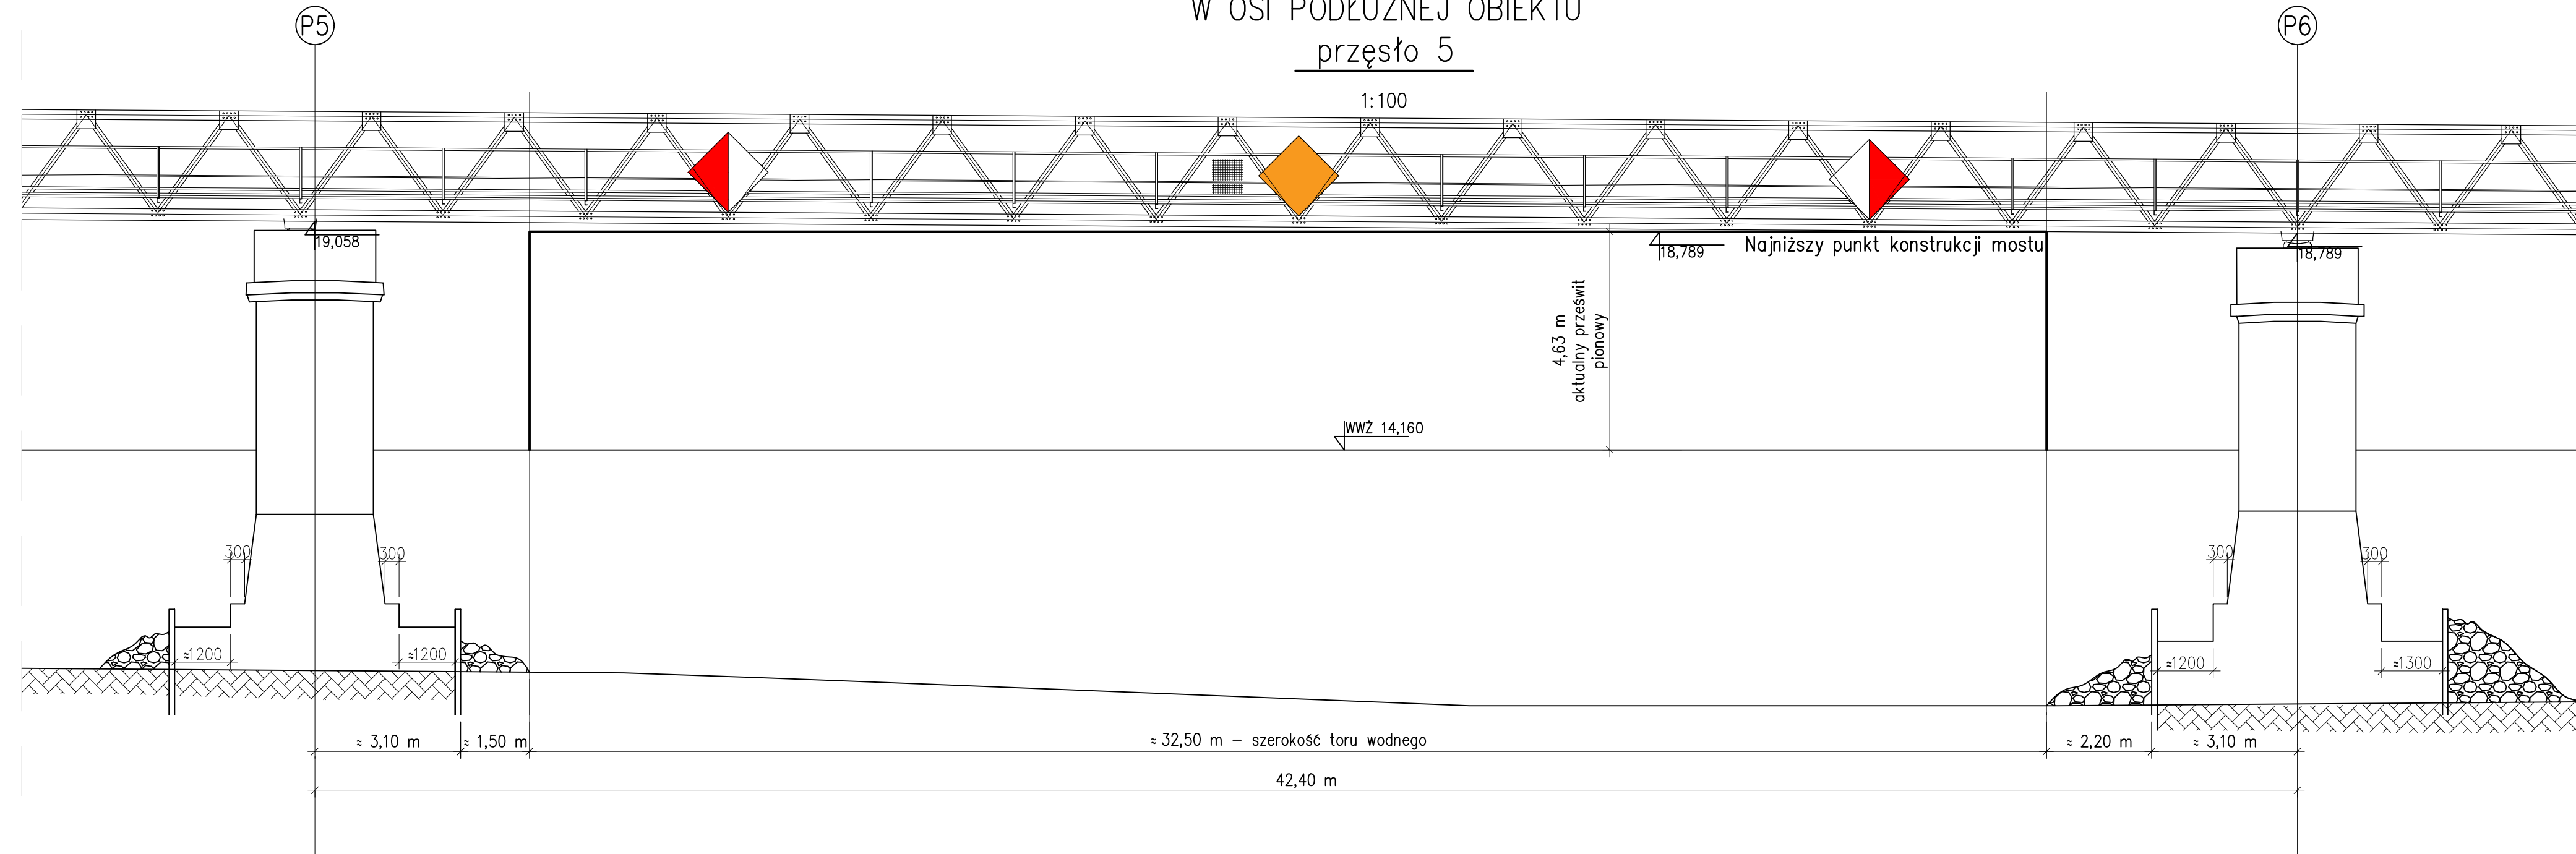 W OSI PODŁUŻNEJ OBIEKTU
przęsło 5
1:100
P5
P6
19,058
18,789
Najniższy punkt konstrukcji mostu
18,789
4,63 m
aktualny prześwit
pionowy
WWŻ 14,160
300
300
300
300
≈1200
≈1200
≈1200
≈1300
≈ 3,10 m
≈ 1,50 m
≈ 32,50 m – szerokość toru wodnego
≈ 2,20 m
≈ 3,10 m
42,40 m